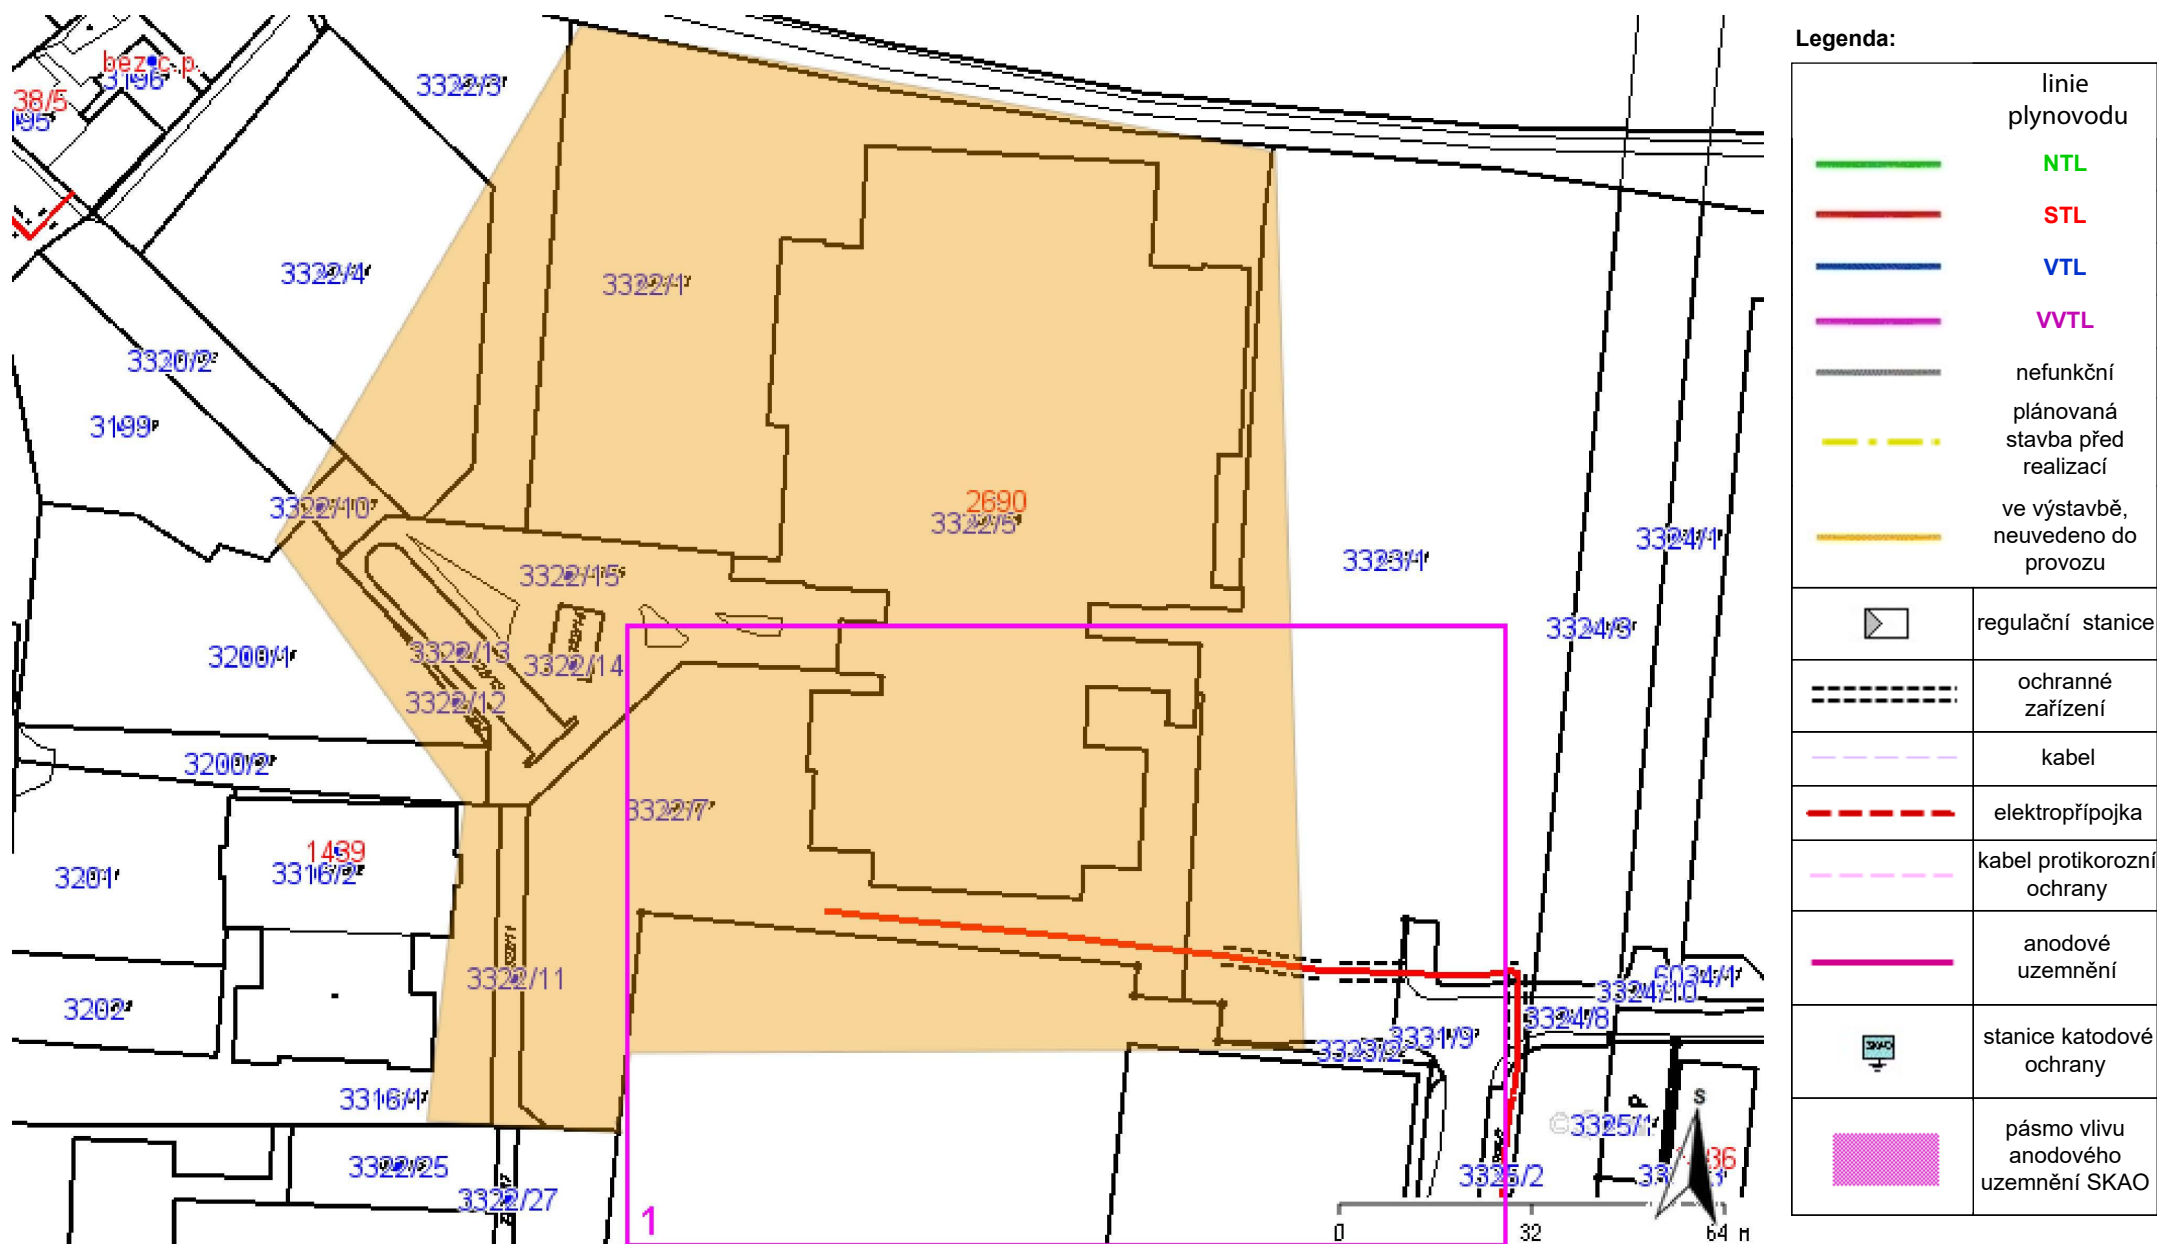 bez č.p.
3196
38/5
3322/3
3322/4
3322/1
3320/2
3199
3322/10
2690
3322/5
3323/1
3324/1
3322/15
3324/3
3322/13
3322/14
3200/1
3322/12
3200/2
3322/7
1439
3316/2
3201
3322/11
3202
6034/1
3324/10
3324/8
3331/9
3323/2
3316/1
3325/1
3322/25
3325/2
3322/27
1
S
P
0 32 64 M
Legenda:
linie
plynovodu
NTL
STL
VTL
VVTL
nefunkční
plánovaná
stavba před
realizací
ve výstavbě,
neuvedeno do
provozu
regulační stanice
ochranné
zařízení
kabel
elektropřípojka
kabel protikorozní
ochrany
anodové
uzemnění
SKAO
stanice katodové
ochrany
pásmo vlivu
anodového
uzemnění SKAO